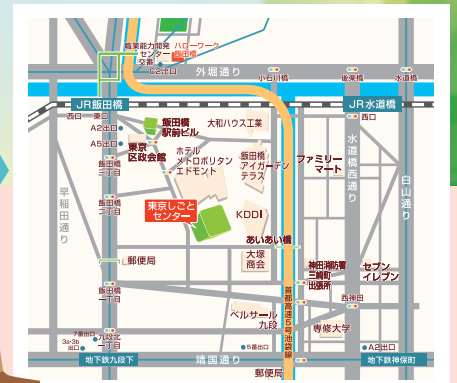 職業能力開発
センター
ハローワーク
飯田橋
交番
C2出口
外堀通り
小石川橋
後楽橋
水道橋
JR飯田橋
JR水道橋
西口
東口
西口
A2出口
飯田橋
駅前ビル
大和ハウス工業
A5出口
東京
区政会館
ホテル
メトロポリタン
エドモント
飯田橋
アイガーデン
テラス
ファミリー
マート
水道橋西通り
白山通り
飯田橋
三丁目
早稲田通り
飯田橋
二丁目
東京しごと
センター
KDDI
あいあい橋
郵便局
大塚
商会
神田消防署
三崎町
出張所
セブン
イレブン
飯田橋
一丁目
首都高速5号池袋線
西神田
ベルサール
九段
専修大学
7番出口
九段北
一丁目
3a・3b
出口
5番出口
A2出口
地下鉄九段下
靖国通り
地下鉄神保町
郵便局